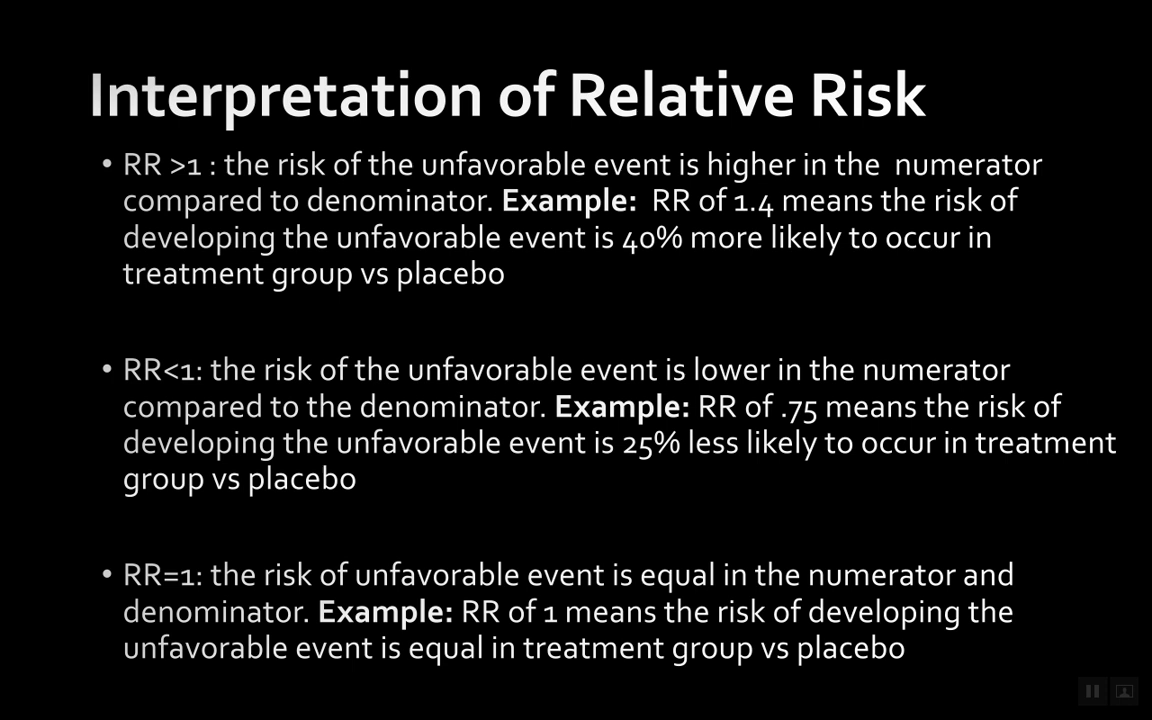 Interpretation of Relative Risk
• RR >1 : the risk of the unfavorable event is higher in the  numerator
compared to denominator. Example:  RR of 1.4 means the risk of
developing the unfavorable event is 40% more likely to occur in
treatment group vs placebo
• RR<1: the risk of the unfavorable event is lower in the numerator
compared to the denominator. Example: RR of .75 means the risk of
developing the unfavorable event is 25% less likely to occur in treatment
group vs placebo
• RR=1: the risk of unfavorable event is equal in the numerator and
denominator. Example: RR of 1 means the risk of developing the
unfavorable event is equal in treatment group vs placebo